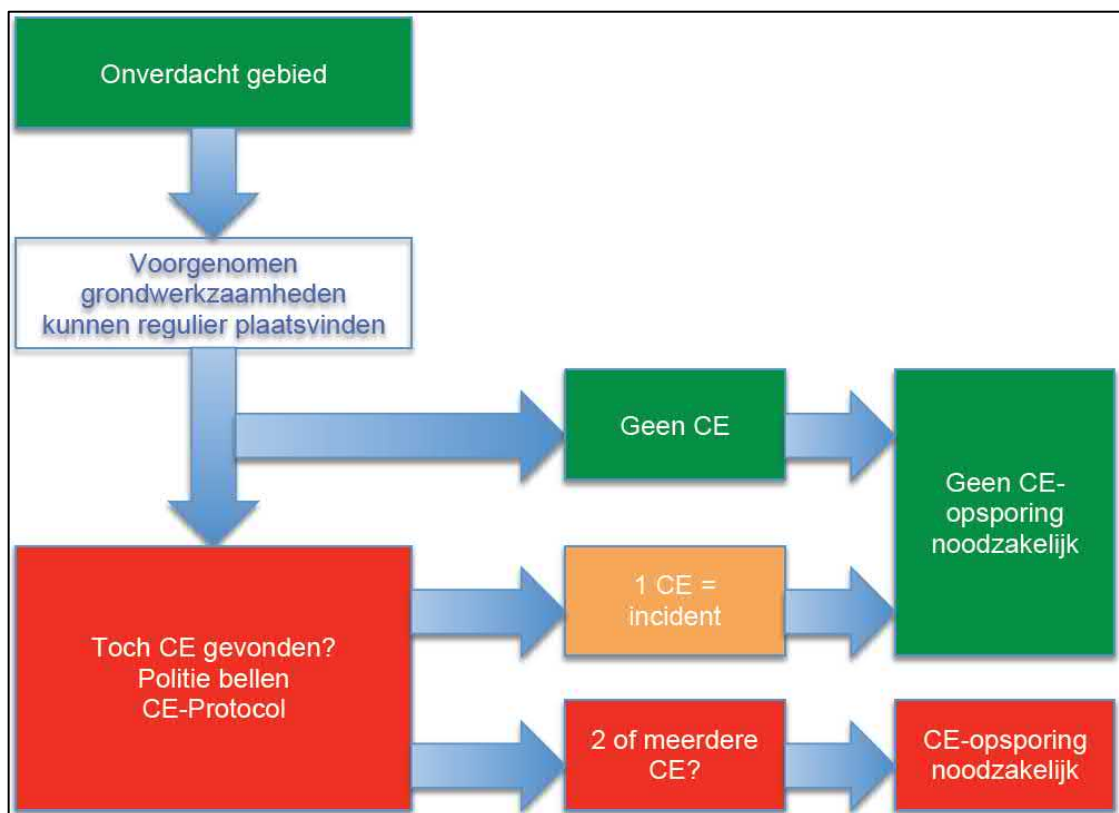 Onverdacht gebied
Voorgenomen
grondwerkzaamheden
kunnen regulier plaatsvinden
Geen CE
Geen CE-
opsporing
noodzakelijk
1 CE =
incident
Toch CE gevonden?
Politie bellen
CE-Protocol
2 of meerdere
CE?
CE-opsporing
noodzakelijk